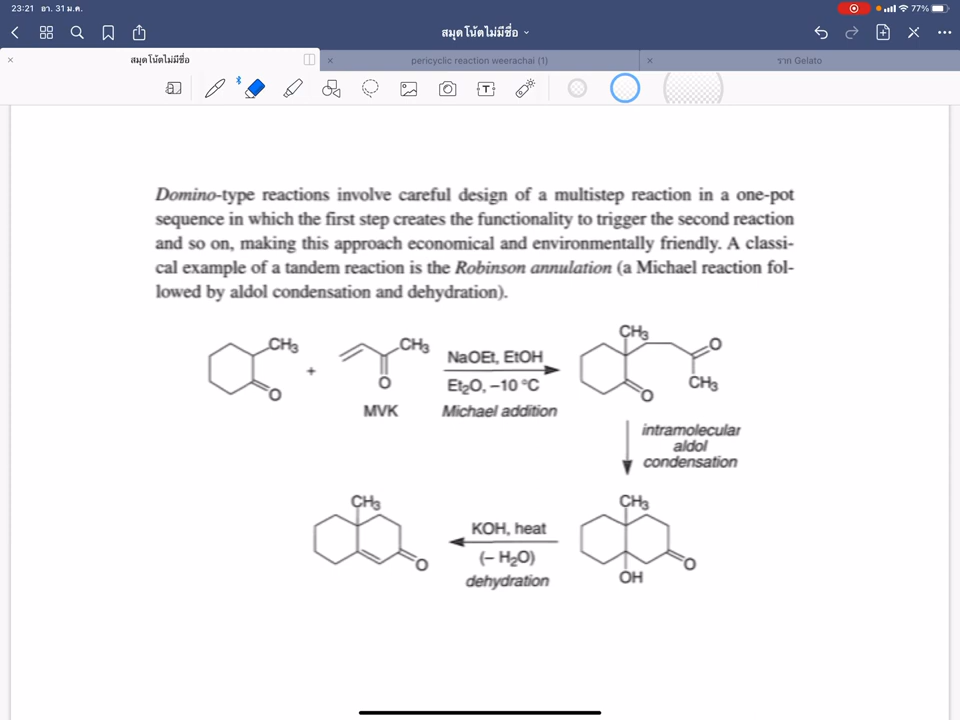 23:21 อา. 31 ม.ค.
77%
สมุดโน้ตไม่มีชื่อ
สมุดโน้ตไม่มีชื่อ
pericyclic reaction weerachai (1)
ราก Gelato
Domino-type reactions involve careful design of a multistep reaction in a one-pot
sequence in which the first step creates the functionality to trigger the second reaction
and so on, making this approach economical and environmentally friendly. A classi-
cal example of a tandem reaction is the Robinson annulation (a Michael reaction fol-
lowed by aldol condensation and dehydration).
CH3
O
+
CH3
O
MVK
NaOEt, EtOH
Et2O, –10 °C
Michael addition
CH3
O
O
CH3
intramolecular
aldol
condensation
CH3
O
KOH, heat
(– H2O)
dehydration
CH3
O
OH